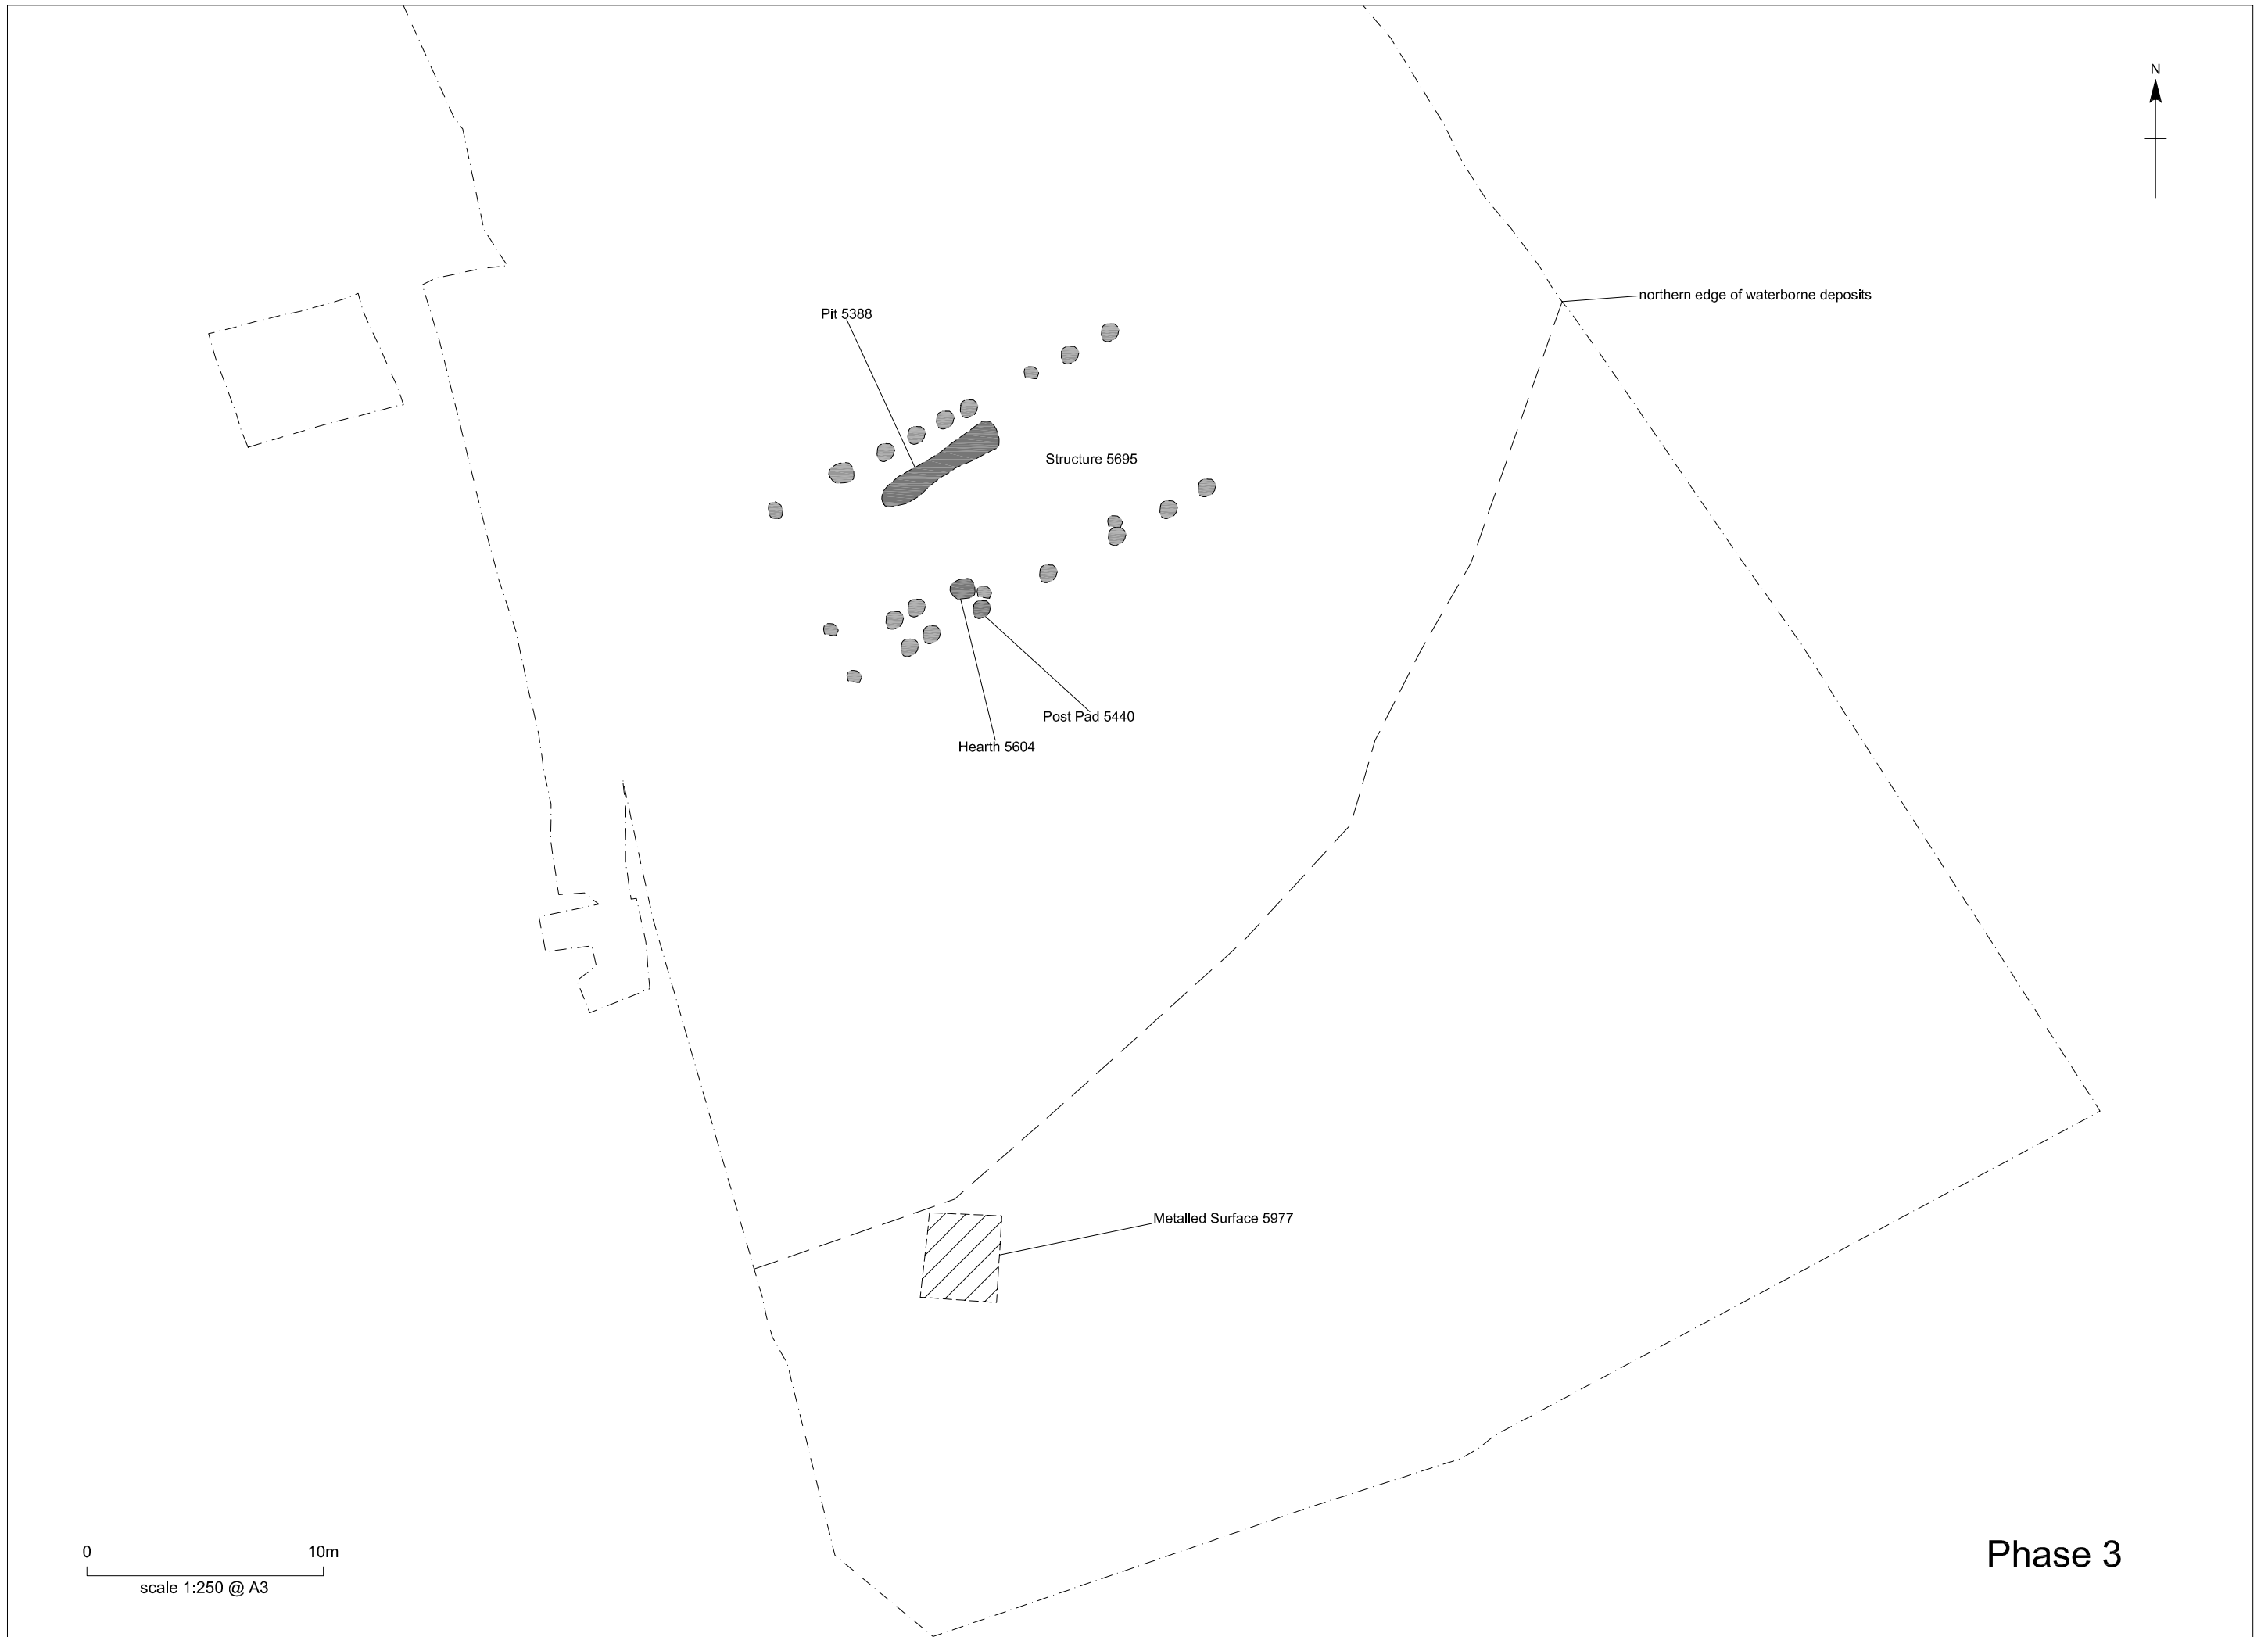 N
northern edge of waterborne deposits
Pit 5388
Structure 5695
Post Pad 5440
Hearth 5604
Metalled Surface 5977
0 10m
scale 1:250 @ A3
Phase 3